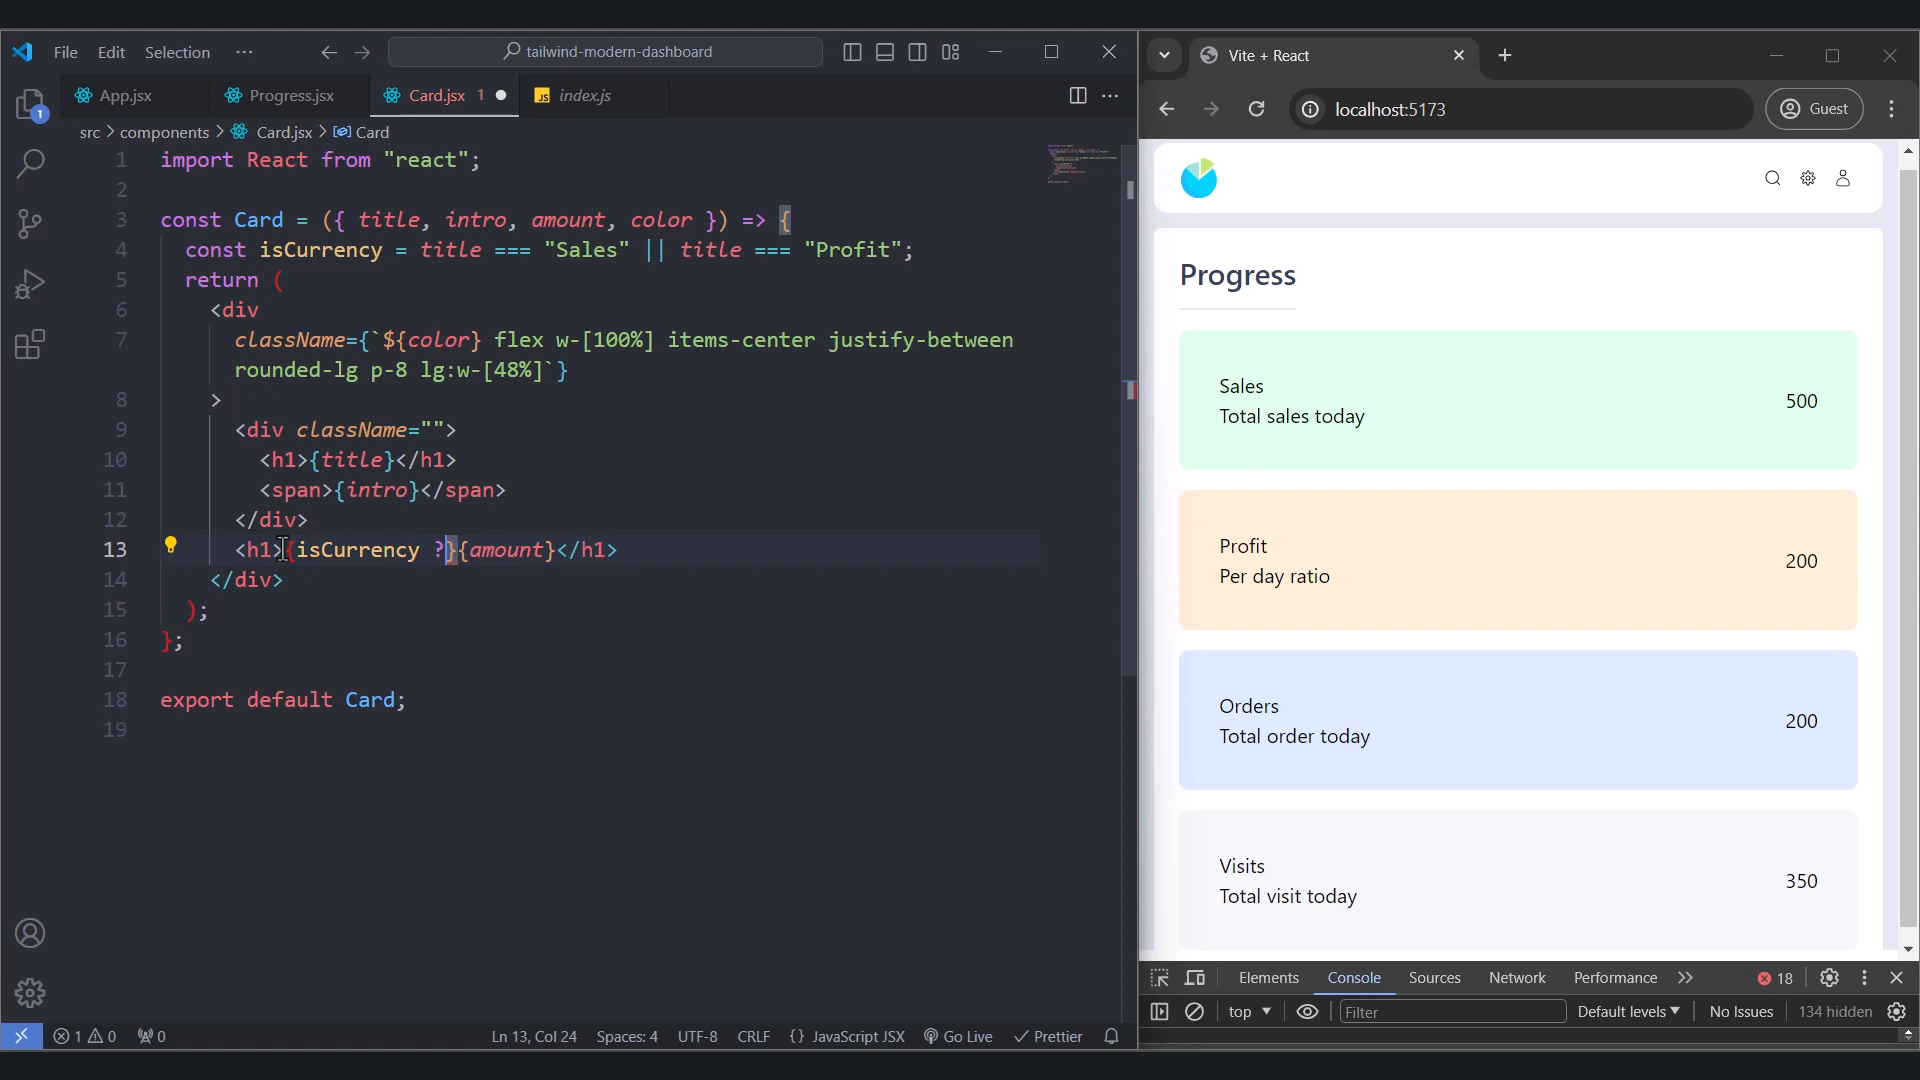 File Edit Selection ··· tailwind-modern-dashboard
App.jsx Progress.jsx Card.jsx 1 JS index.js
src > components > Card.jsx > Card
1 import React from "react";
2
3 const Card = ({ title, intro, amount, color }) => {
4 const isCurrency = title === "Sales" || title === "Profit";
5 return (
6 <div
7 className={`${color} flex w-[100%] items-center justify-between
rounded-lg p-8 lg:w-[48%]`}
8 >
9 <div className="">
10 <h1>{title}</h1>
11 <span>{intro}</span>
12 </div>
13 <h1>{isCurrency ?}{amount}</h1>
14 </div>
15 );
16 };
17
18 export default Card;
19
1
1 0 0 Ln 13, Col 24 Spaces: 4 UTF-8 CRLF {} JavaScript JSX Go Live Prettier
Vite + React
localhost:5173 Guest
Progress
Sales
Total sales today
500
Profit
Per day ratio
200
Orders
Total order today
200
Visits
Total visit today
350
Elements Console Sources Network Performance 18
top Filter Default levels No Issues 134 hidden